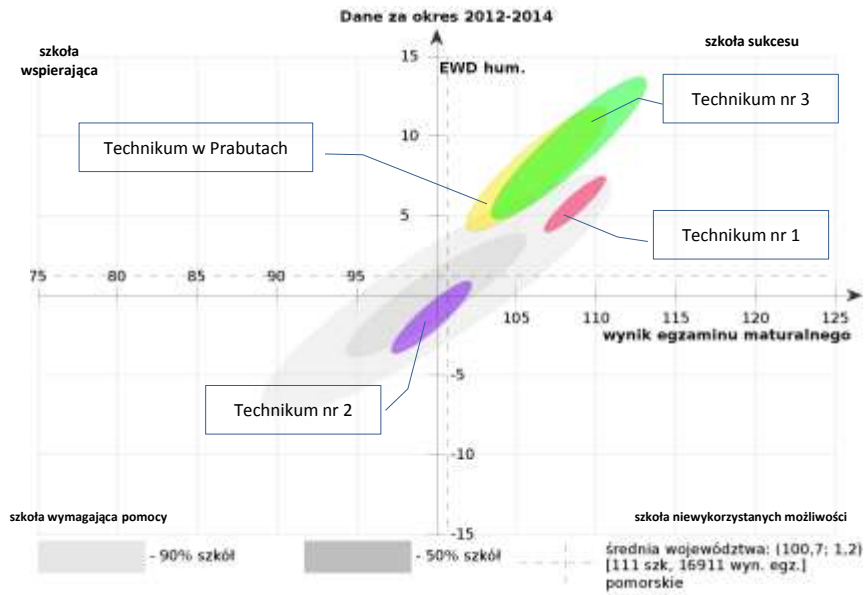 Dane za okres 2012-2014
szkoła
wspierająca
szkoła sukcesu
EWD hum.
15
10
5
-5
-10
-15
Technikum nr 3
Technikum w Prabutach
Technikum nr 1
75 80 85 90 95
105 110 115 120 125
wynik egzaminu maturalnego
Technikum nr 2
szkoła wymagająca pomocy
szkoła niewykorzystanych możliwości
- 90% szkół
- 50% szkół
średnia województwa: (100,7; 1,2)
[111 szk, 16911 wyn. egz.]
pomorskie